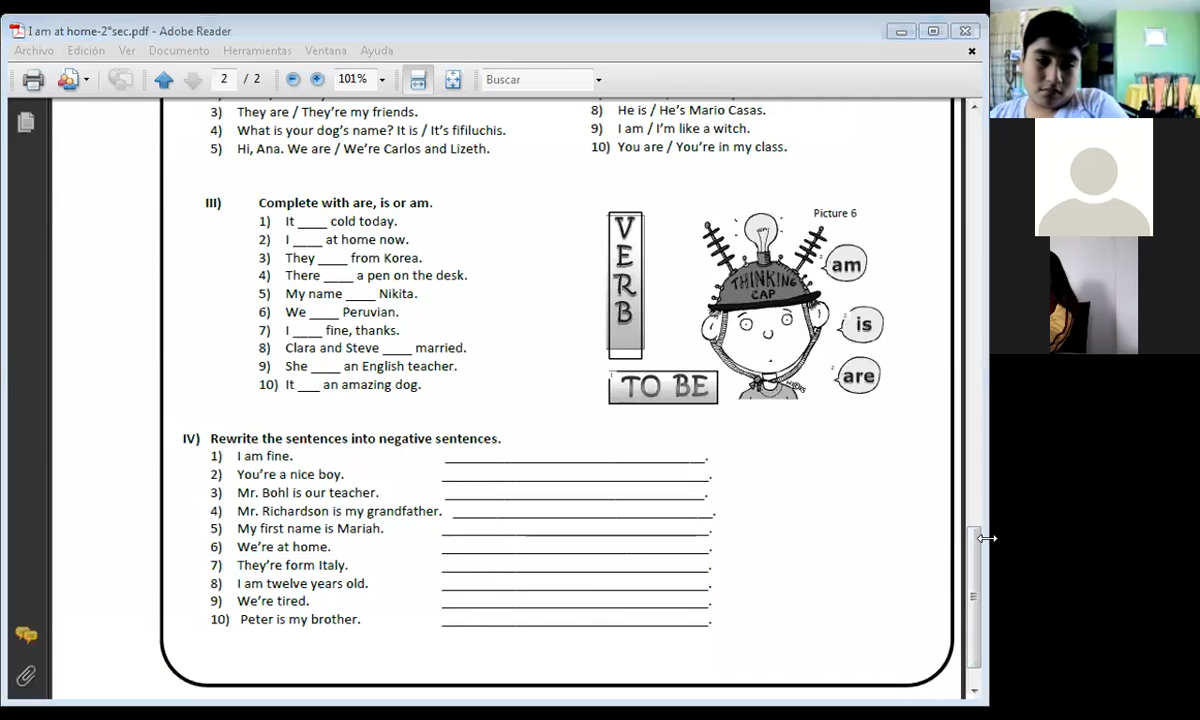 I am at home-2°sec.pdf - Adobe Reader
Archivo Edición Ver Documento Herramientas Ventana Ayuda
2 / 2 101% Buscar
3) They are / They're my friends.
4) What is your dog's name? It is / It's fifiluchis.
5) Hi, Ana. We are / We're Carlos and Lizeth.
8) He is / He's Mario Casas.
9) I am / I'm like a witch.
10) You are / You're in my class.
III) Complete with are, is or am.
1) It ____ cold today.
2) I ____ at home now.
3) They ____ from Korea.
4) There ____ a pen on the desk.
5) My name ____ Nikita.
6) We ____ Peruvian.
7) I ____ fine, thanks.
8) Clara and Steve ____ married.
9) She ____ an English teacher.
10) It ___ an amazing dog.
VERB
TO BE
Picture 6
THINKING
CAP
am
is
are
IV) Rewrite the sentences into negative sentences.
1) I am fine. ____________________.
2) You're a nice boy. ____________________.
3) Mr. Bohl is our teacher. ____________________.
4) Mr. Richardson is my grandfather. ____________________.
5) My first name is Mariah. ____________________.
6) We're at home. ____________________.
7) They're form Italy. ____________________.
8) I am twelve years old. ____________________.
9) We're tired. ____________________.
10) Peter is my brother. ____________________.